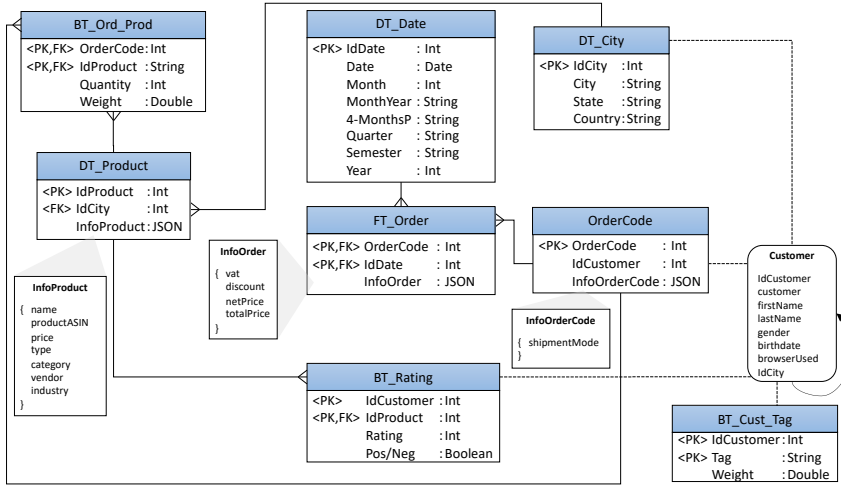 BT_Ord_Prod
<PK,FK> OrderCode:Int
<PK,FK> IdProduct :String
Quantity :Int
Weight :Double
DT_Date
<PK> IdDate : Int
Date : Date
Month : Int
MonthYear : String
4-MonthsP : String
Quarter : String
Semester : String
Year : Int
DT_City
<PK> IdCity :Int
City :String
State :String
Country:String
DT_Product
<PK> IdProduct :Int
<FK> IdCity :Int
InfoProduct:JSON
FT_Order
<PK,FK> OrderCode : Int
<PK,FK> IdDate : Int
InfoOrder : JSON
OrderCode
<PK> OrderCode : Int
IdCustomer : Int
InfoOrderCode : JSON
InfoOrder
{ vat
discount
netPrice
totalPrice
}
Customer
IdCustomer
customer
firstName
lastName
gender
birthdate
browserUsed
IdCity
InfoProduct
{ name
productASIN
price
type
category
vendor
industry
}
InfoOrderCode
{ shipmentMode
}
BT_Rating
<PK> IdCustomer :Int
<PK,FK> IdProduct :Int
Rating :Int
Pos/Neg :Boolean
BT_Cust_Tag
<PK> IdCustomer:Int
<PK> Tag :String
Weight :Double